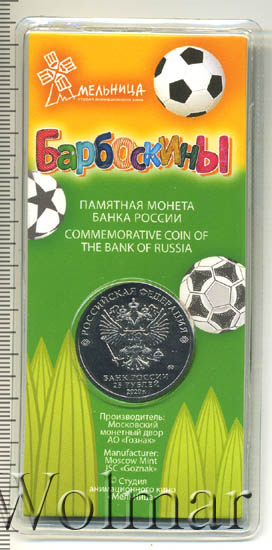 МЕЛЬНИЦА
СТУДИЯ АНИМАЦИОННОГО КИНО
Барбоскины
ПАМЯТНАЯ МОНЕТА
БАНКА РОССИИ
COMMEMORATIVE COIN OF
THE BANK OF RUSSIA
РОССИЙСКАЯ ФЕДЕРАЦИЯ
БАНК РОССИИ
25 РУБЛЕЙ
2020 г.
Производитель:
Московский
монетный двор
АО «Гознак»
Manufacturer:
Moscow Mint
JSC «Goznak»
© Студия
анимационного кино
Мельница
Wolmar